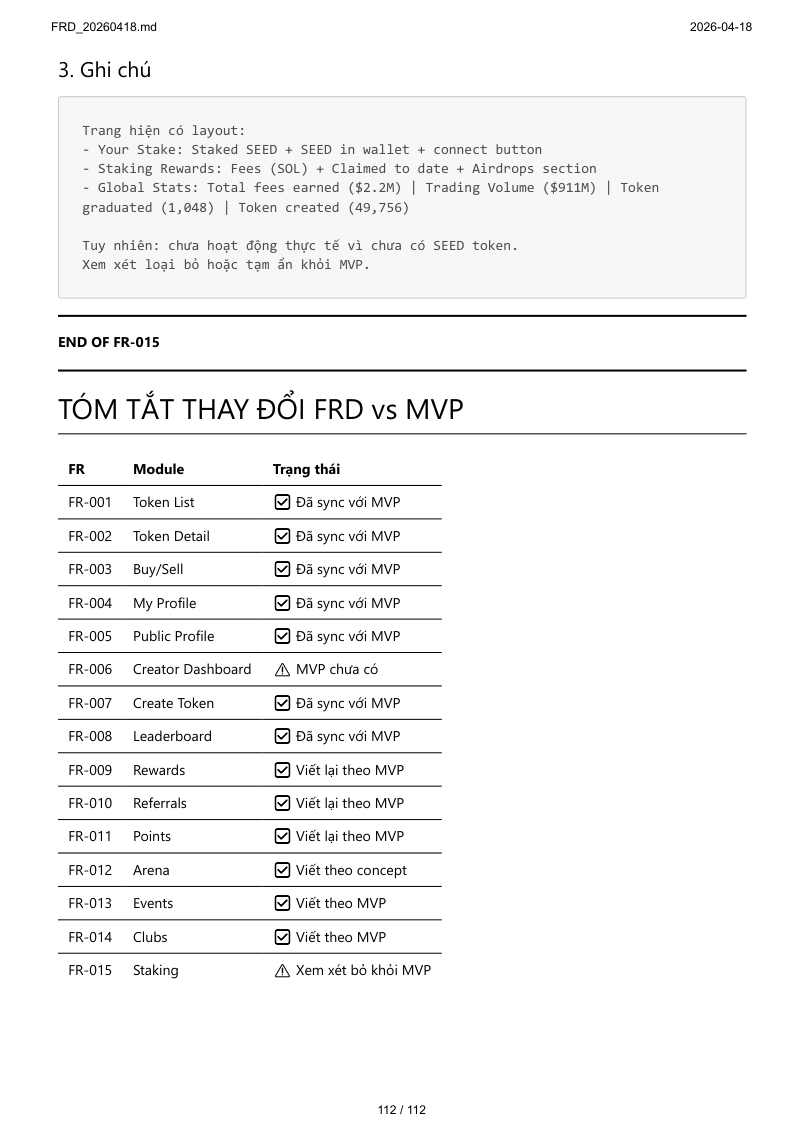 FRD_20260418.md 2026-04-18
3. Ghi chú
Trang hiện có layout:
- Your Stake: Staked SEED + SEED in wallet + connect button
- Staking Rewards: Fees (SOL) + Claimed to date + Airdrops section
- Global Stats: Total fees earned ($2.2M) | Trading Volume ($911M) | Token
graduated (1,048) | Token created (49,756)
Tuy nhiên: chưa hoạt động thực tế vì chưa có SEED token.
Xem xét loại bỏ hoặc tạm ẩn khỏi MVP.
END OF FR-015
TÓM TẮT THAY ĐỔI FRD vs MVP
FR Module Trạng thái
FR-001 Token List ☑ Đã sync với MVP
FR-002 Token Detail ☑ Đã sync với MVP
FR-003 Buy/Sell ☑ Đã sync với MVP
FR-004 My Profile ☑ Đã sync với MVP
FR-005 Public Profile ☑ Đã sync với MVP
FR-006 Creator Dashboard ⚠ MVP chưa có
FR-007 Create Token ☑ Đã sync với MVP
FR-008 Leaderboard ☑ Đã sync với MVP
FR-009 Rewards ☑ Viết lại theo MVP
FR-010 Referrals ☑ Viết lại theo MVP
FR-011 Points ☑ Viết lại theo MVP
FR-012 Arena ☑ Viết theo concept
FR-013 Events ☑ Viết theo MVP
FR-014 Clubs ☑ Viết theo MVP
FR-015 Staking ⚠ Xem xét bỏ khỏi MVP
112 / 112